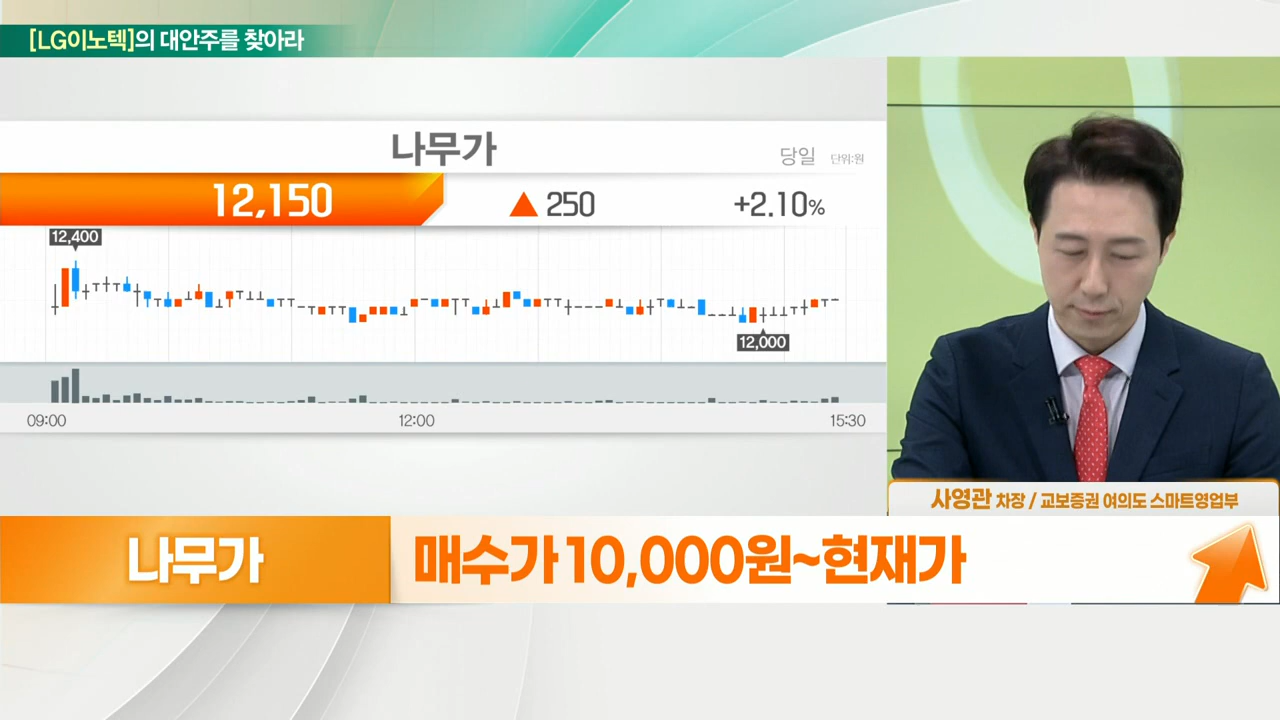 [LG이노텍]의 대안주를 찾아라
나무가
당일 단위:원
12,150 ▲ 250 +2.10%
12,400
12,000
09:00 12:00 15:30
사영관 차장 / 교보증권 여의도 스마트영업부
나무가 매수가 10,000원~현재가